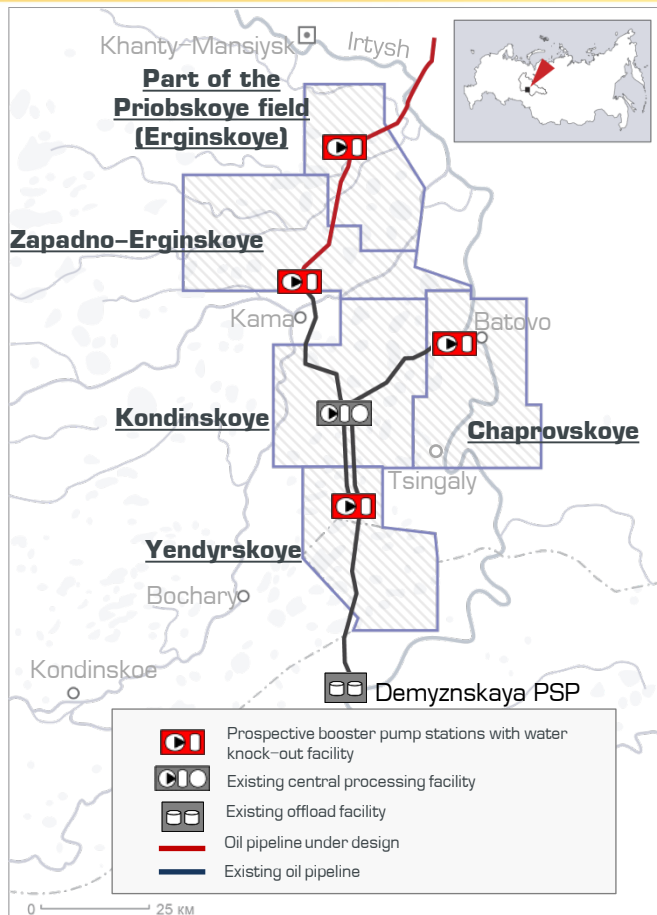 Khanty-Mansiysk
Irtysh
Part of the
Priobskoye field
(Erginskoye)
Zapadno-Erginskoye
Kama
Batovo
Kondinskoye
Chaprovskoye
Tsingaly
Yendyrskoye
Bochary
Kondinskoe
Demyznskaya PSP
Prospective booster pump stations with water
knock-out facility
Existing central processing facility
Existing offload facility
Oil pipeline under design
Existing oil pipeline
0 25 км